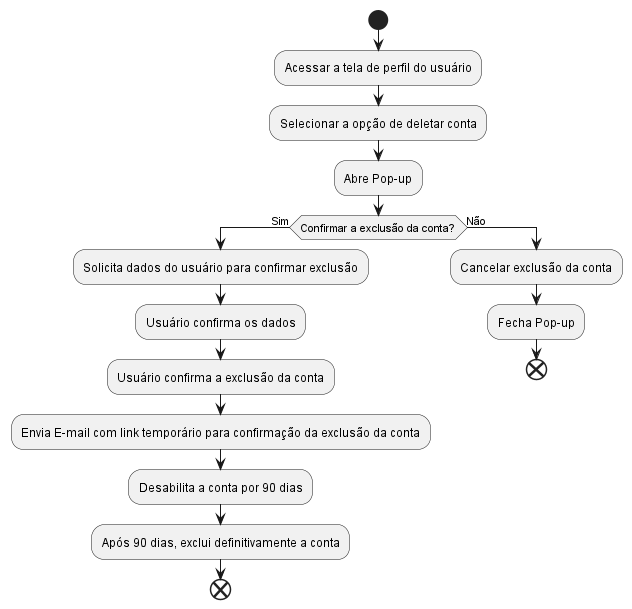 Acessar a tela de perfil do usuário
Selecionar a opção de deletar conta
Abre Pop-up
Sim
Confirmar a exclusão da conta?
Não
Solicita dados do usuário para confirmar exclusão
Usuário confirma os dados
Usuário confirma a exclusão da conta
Envia E-mail com link temporário para confirmação da exclusão da conta
Desabilita a conta por 90 dias
Após 90 dias, exclui definitivamente a conta
Cancelar exclusão da conta
Fecha Pop-up